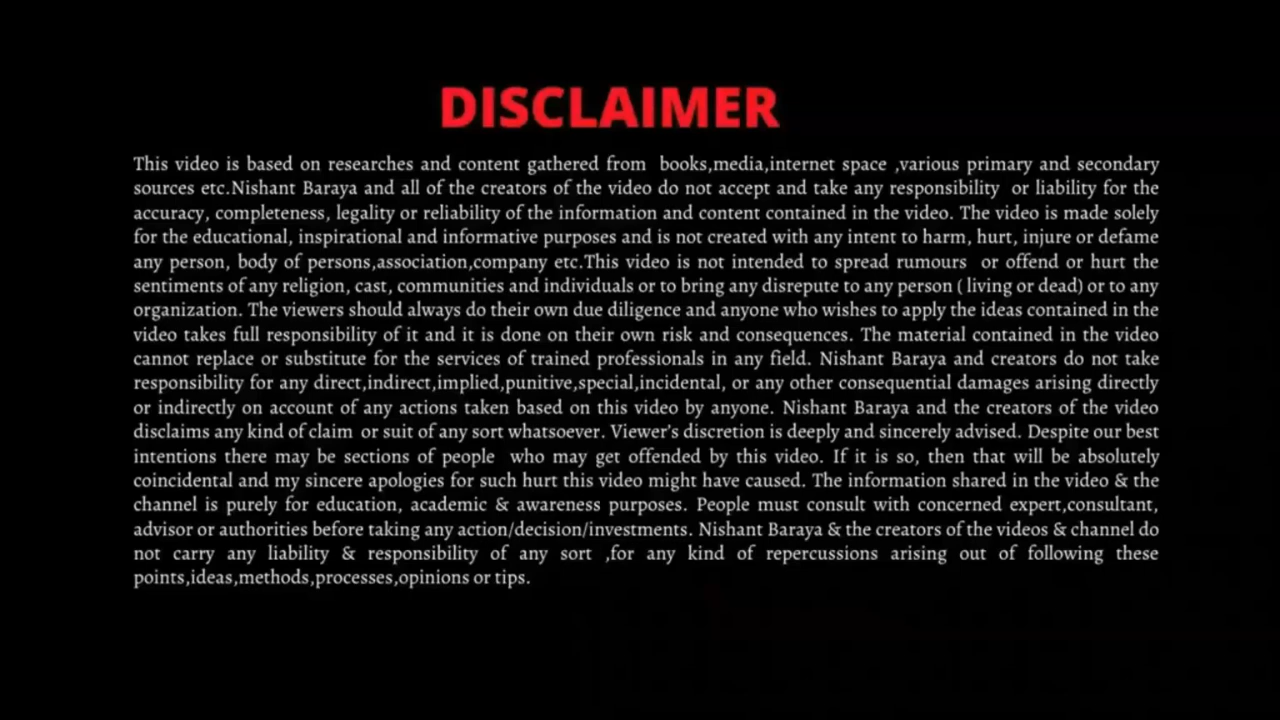 DISCLAIMER
This video is based on researches and content gathered from books,media,internet space ,various primary and secondary
sources etc.Nishant Baraya and all of the creators of the video do not accept and take any responsibility or liability for the
accuracy, completeness, legality or reliability of the information and content contained in the video. The video is made solely
for the educational, inspirational and informative purposes and is not created with any intent to harm, hurt, injure or defame
any person, body of persons,association,company etc.This video is not intended to spread rumours or offend or hurt the
sentiments of any religion, cast, communities and individuals or to bring any disrepute to any person ( living or dead) or to any
organization. The viewers should always do their own due diligence and anyone who wishes to apply the ideas contained in the
video takes full responsibility of it and it is done on their own risk and consequences. The material contained in the video
cannot replace or substitute for the services of trained professionals in any field. Nishant Baraya and creators do not take
responsibility for any direct,indirect,implied,punitive,special,incidental, or any other consequential damages arising directly
or indirectly on account of any actions taken based on this video by anyone. Nishant Baraya and the creators of the video
disclaims any kind of claim or suit of any sort whatsoever. Viewer's discretion is deeply and sincerely advised. Despite our best
intentions there may be sections of people who may get offended by this video. If it is so, then that will be absolutely
coincidental and my sincere apologies for such hurt this video might have caused. The information shared in the video & the
channel is purely for education, academic & awareness purposes. People must consult with concerned expert,consultant,
advisor or authorities before taking any action/decision/investments. Nishant Baraya & the creators of the videos & channel do
not carry any liability & responsibility of any sort ,for any kind of repercussions arising out of following these
points,ideas,methods,processes,opinions or tips.